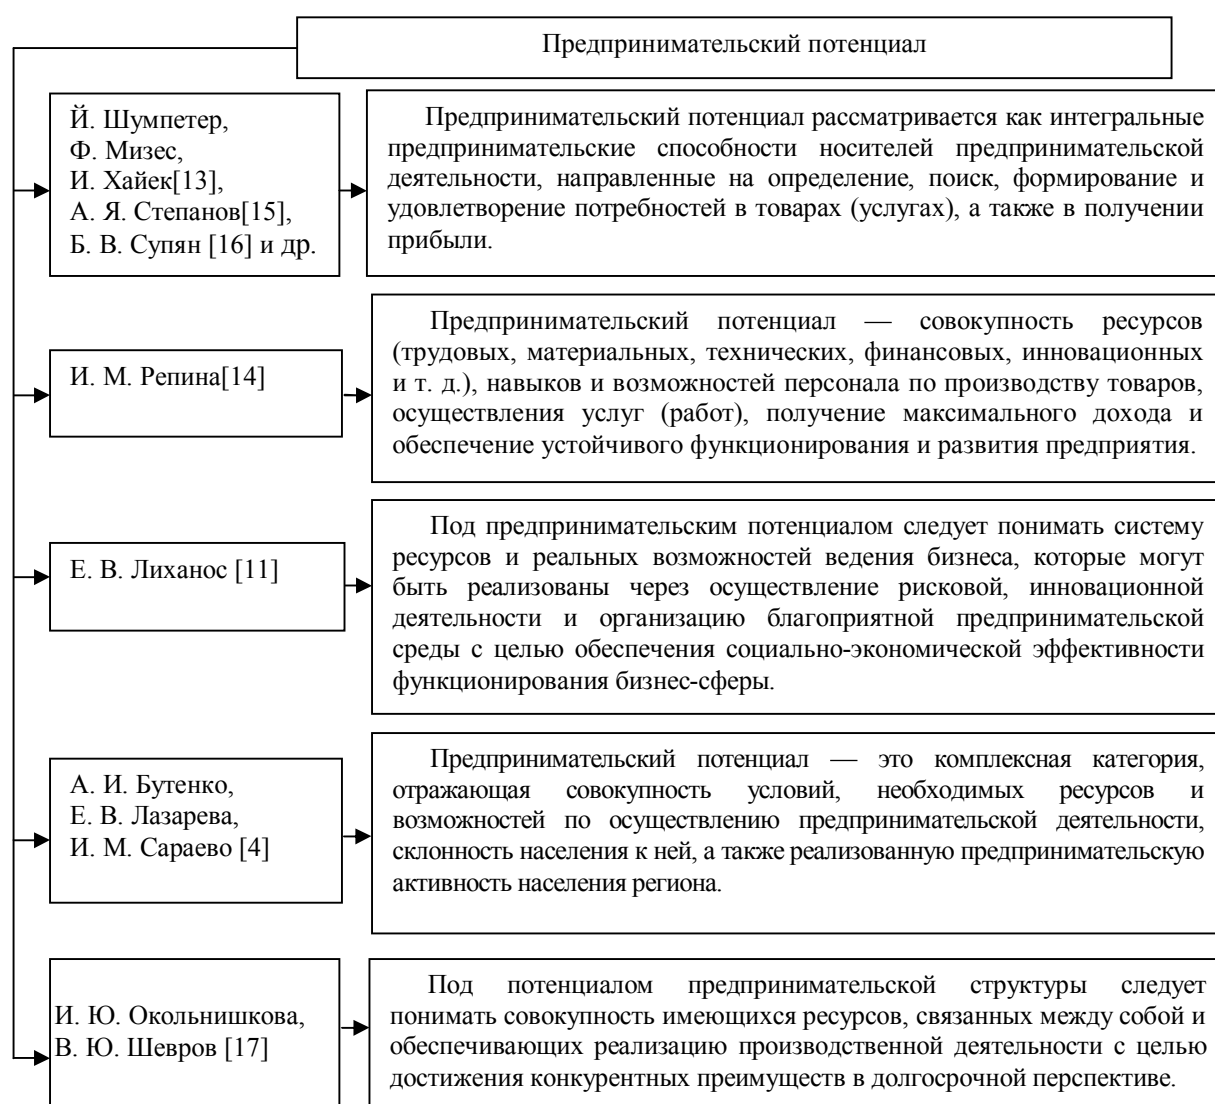 Предпринимательский потенциал
Й. Шумпетер,
Ф. Мизес,
И. Хайек[13],
А. Я. Степанов[15],
Б. В. Супян [16] и др.
Предпринимательский потенциал рассматривается как интегральные
предпринимательские способности носителей предпринимательской
деятельности, направленные на определение, поиск, формирование и
удовлетворение потребностей в товарах (услугах), а также в получении
прибыли.
И. М. Репина[14]
Предпринимательский потенциал — совокупность ресурсов
(трудовых, материальных, технических, финансовых, инновационных
и т. д.), навыков и возможностей персонала по производству товаров,
осуществления услуг (работ), получение максимального дохода и
обеспечение устойчивого функционирования и развития предприятия.
Е. В. Лиханос [11]
Под предпринимательским потенциалом следует понимать систему
ресурсов и реальных возможностей ведения бизнеса, которые могут
быть реализованы через осуществление рисковой, инновационной
деятельности и организацию благоприятной предпринимательской
среды с целью обеспечения социально-экономической эффективности
функционирования бизнес-сферы.
А. И. Бутенко,
Е. В. Лазарева,
И. М. Сараево [4]
Предпринимательский потенциал — это комплексная категория,
отражающая совокупность условий, необходимых ресурсов и
возможностей по осуществлению предпринимательской деятельности,
склонность населения к ней, а также реализованную предпринимательскую
активность населения региона.
И. Ю. Окольнишкова,
В. Ю. Шевров [17]
Под потенциалом предпринимательской структуры следует
понимать совокупность имеющихся ресурсов, связанных между собой и
обеспечивающих реализацию производственной деятельности с целью
достижения конкурентных преимуществ в долгосрочной перспективе.